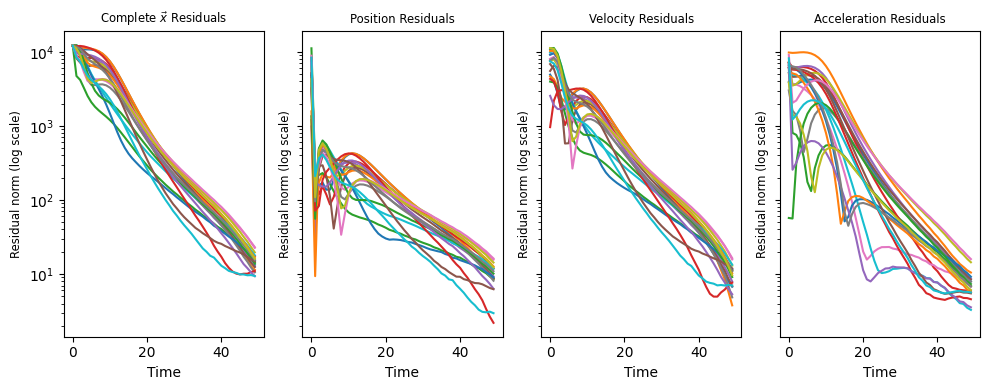 Complete $\vec{x}$ Residuals
Residual norm (log scale)
10⁴
10³
10²
10¹
0
20
40
Time
Position Residuals
Residual norm (log scale)
0
20
40
Time
Velocity Residuals
Residual norm (log scale)
0
20
40
Time
Acceleration Residuals
Residual norm (log scale)
0
20
40
Time